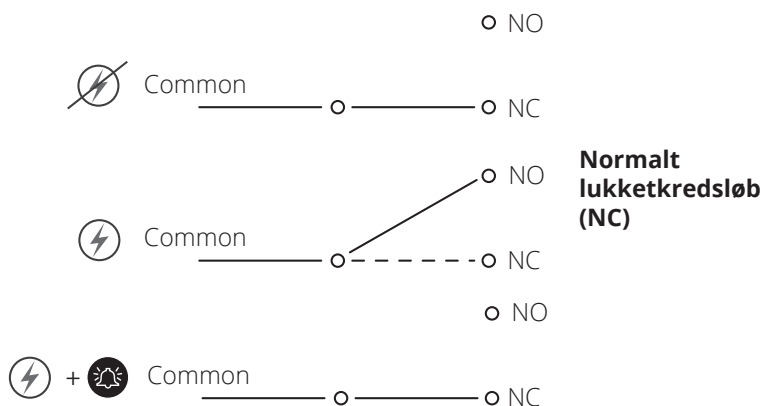 NO
Common
NC
NO
Normalt
lukketkredsløb
(NC)
Common
NC
NO
+
Common
NC